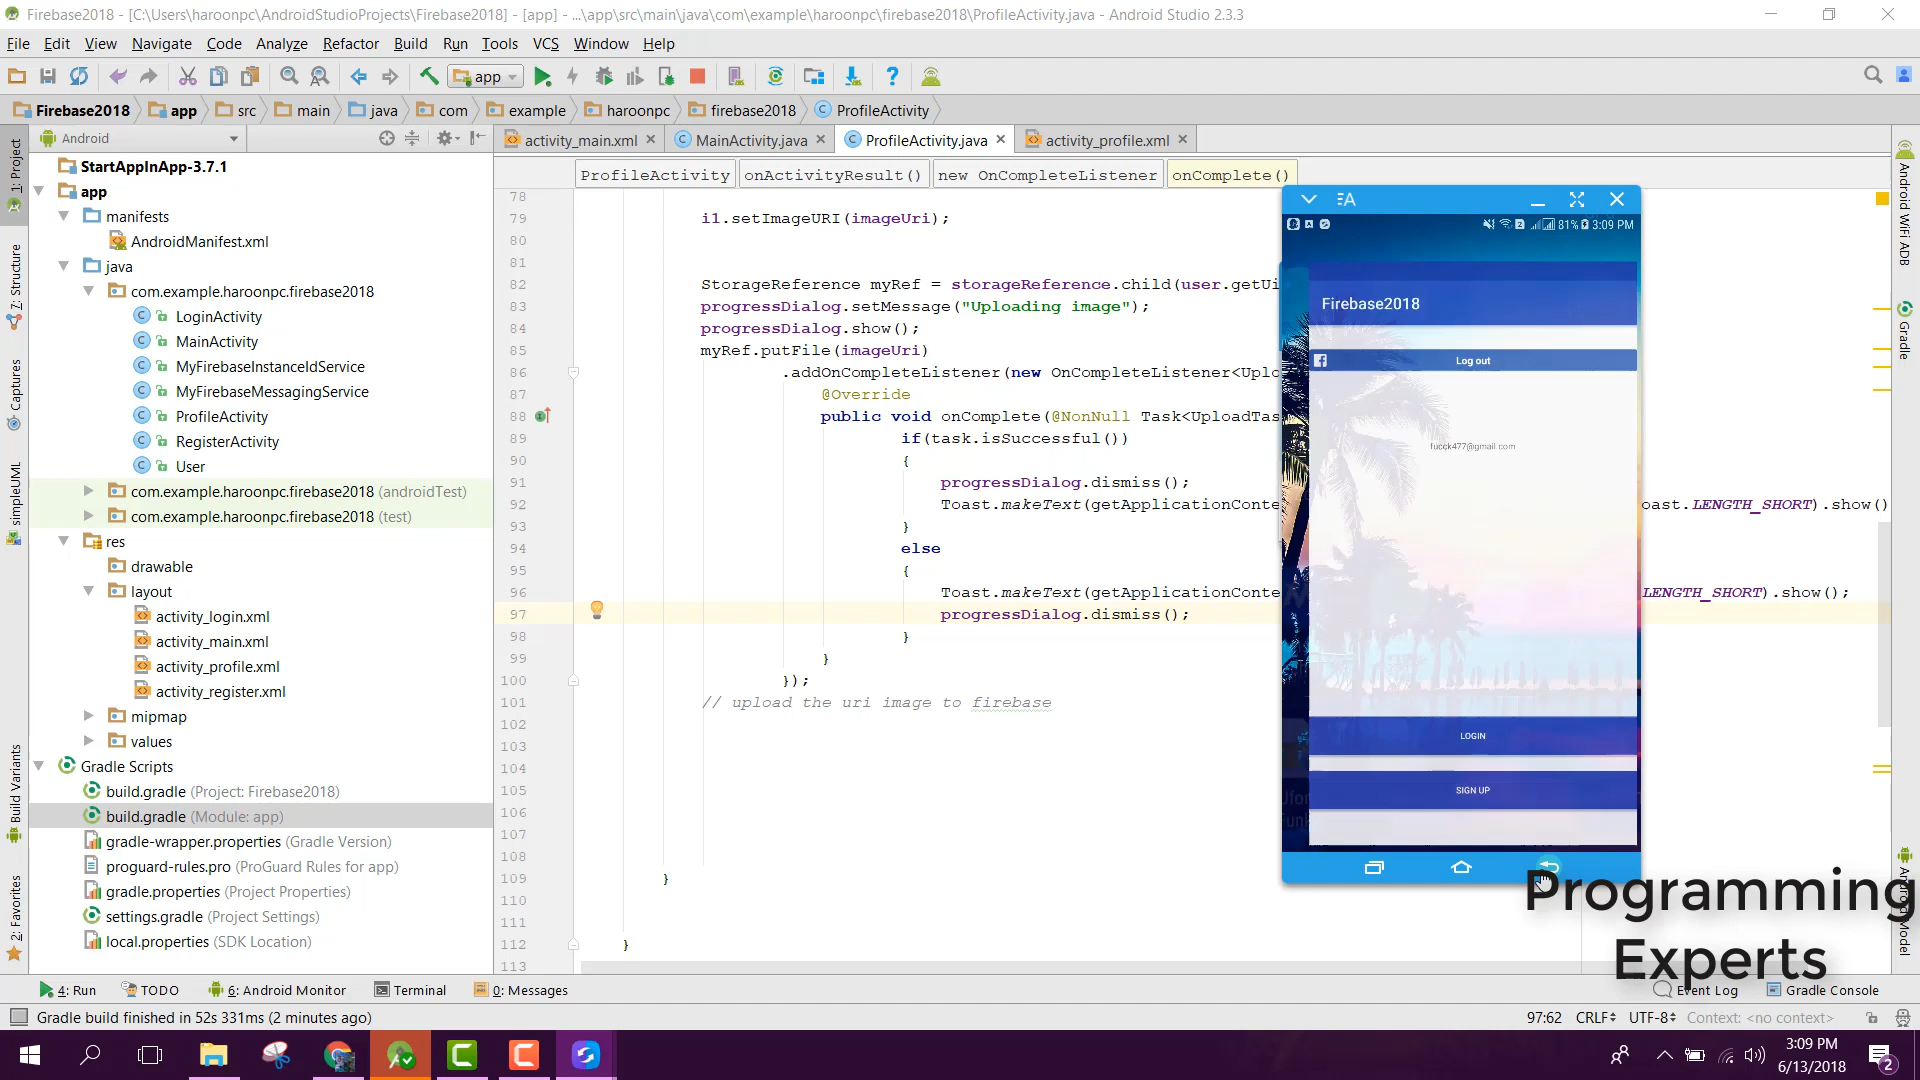 Firebase2018 - [C:\Users\haroonpc\AndroidStudioProjects\Firebase2018] - [app] - ...\app\src\main\java\com\example\haroonpc\firebase2018\ProfileActivity.java - Android Studio 2.3.3
File Edit View Navigate Code Analyze Refactor Build Run Tools VCS Window Help
app
Firebase2018 app src main java com example haroonpc firebase2018 ProfileActivity
Android
activity_main.xml MainActivity.java ProfileActivity.java activity_profile.xml
1: Project
7: Structure
Captures
simpleUML
Build Variants
2: Favorites
StartAppInApp-3.7.1
app
manifests
AndroidManifest.xml
java
com.example.haroonpc.firebase2018
LoginActivity
MainActivity
MyFirebaseInstanceIdService
MyFirebaseMessagingService
ProfileActivity
RegisterActivity
User
com.example.haroonpc.firebase2018 (androidTest)
com.example.haroonpc.firebase2018 (test)
res
drawable
layout
activity_login.xml
activity_main.xml
activity_profile.xml
activity_register.xml
mipmap
values
Gradle Scripts
build.gradle (Project: Firebase2018)
build.gradle (Module: app)
gradle-wrapper.properties (Gradle Version)
proguard-rules.pro (ProGuard Rules for app)
gradle.properties (Project Properties)
settings.gradle (Project Settings)
local.properties (SDK Location)
ProfileActivity onActivityResult() new OnCompleteListener onComplete()
78
79 i1.setImageURI(imageUri);
80
81
82 StorageReference myRef = storageReference.child(user.getUi
83 progressDialog.setMessage("Uploading image");
84 progressDialog.show();
85 myRef.putFile(imageUri)
86 .addOnCompleteListener(new OnCompleteListener<Uplo
87 @Override
88 public void onComplete(@NonNull Task<UploadTas
89 if(task.isSuccessful())
90 {
91 progressDialog.dismiss();
92 Toast.makeText(getApplicationConte oast.LENGTH_SHORT).show()
93 }
94 else
95 {
96 Toast.makeText(getApplicationConte LENGTH_SHORT).show();
97 progressDialog.dismiss();
98 }
99 }
100 });
101 // upload the uri image to firebase
102
103
104
105
106
107
108
109 }
110
111
112 }
113
81% 3:09 PM
Firebase2018
Log out
fucck477@gmail.com
LOGIN
SIGN UP
Android WiFi ADB
Gradle
Programming
Experts
4: Run TODO 6: Android Monitor Terminal 0: Messages Event Log Gradle Console
Gradle build finished in 52s 331ms (2 minutes ago) 97:62 CRLF UTF-8 Context: <no context>
3:09 PM
6/13/2018
2